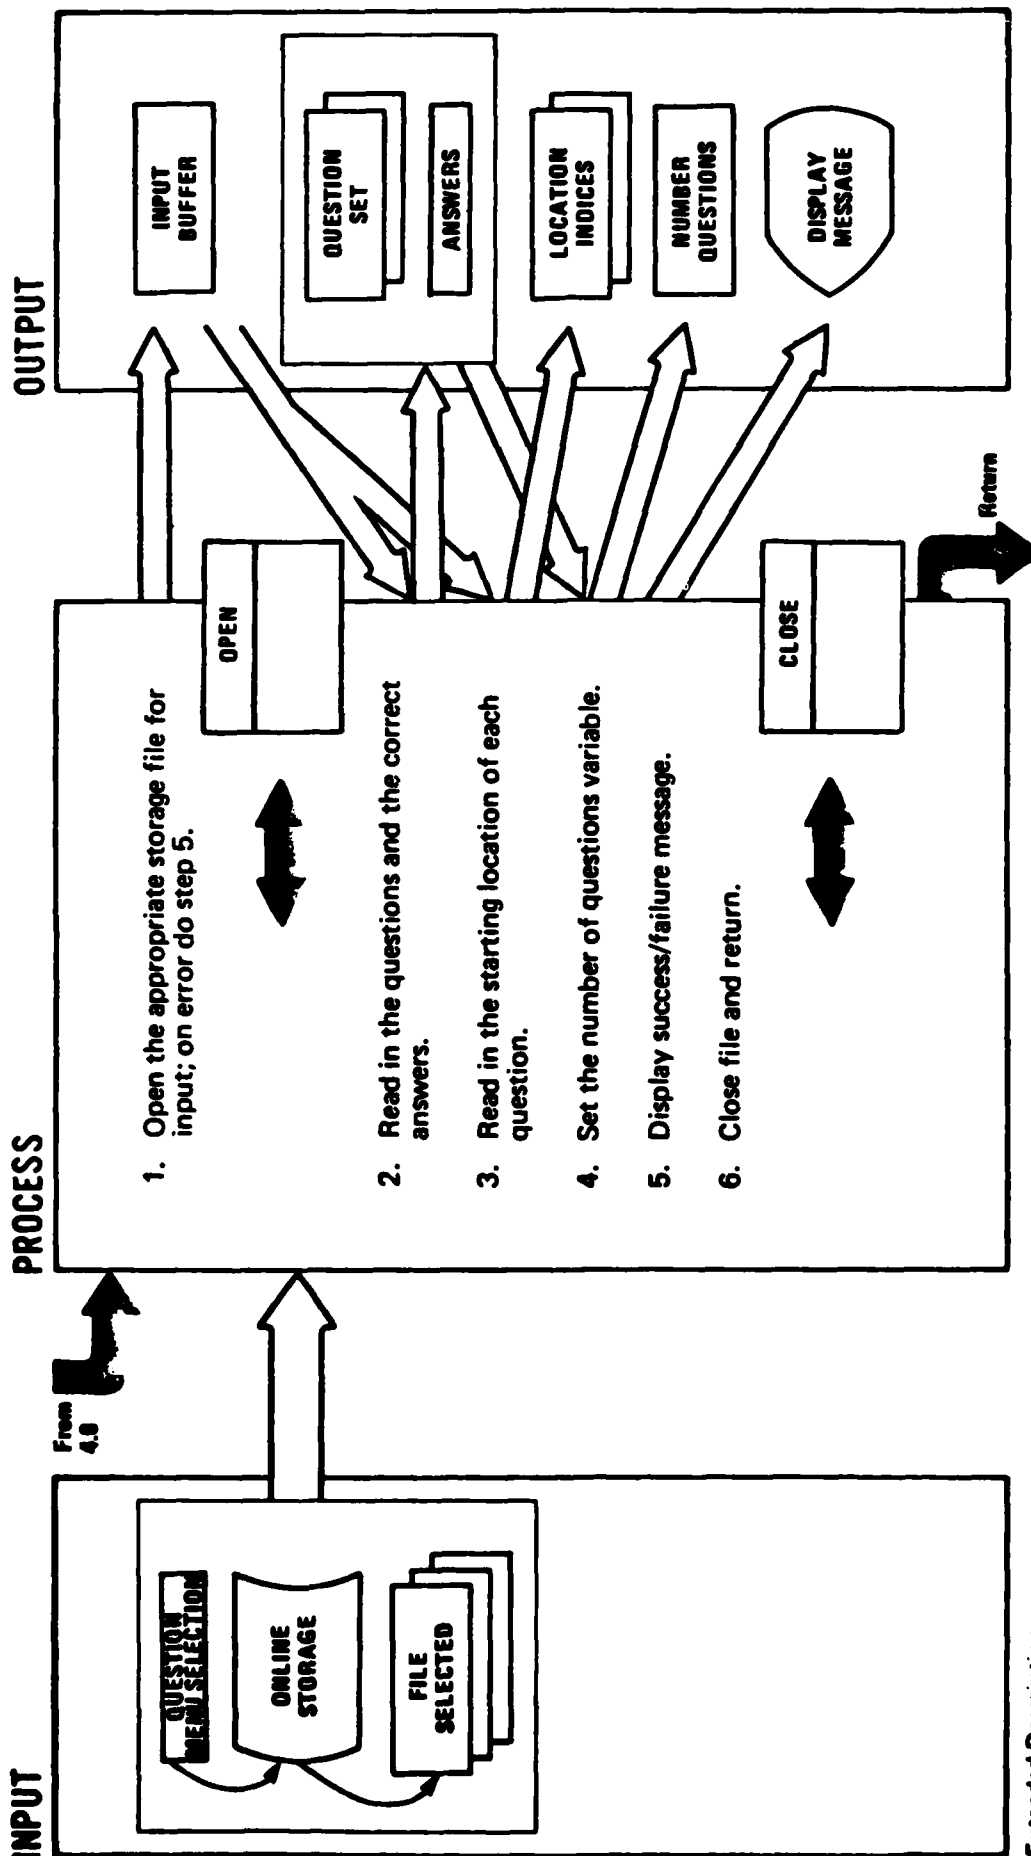 INPUT
QUESTION
MENU SELECTION
ONLINE
STORAGE
FILE
SELECTED
From
4.0
PROCESS
1. Open the appropriate storage file for
input; on error do step 5.
OPEN
2. Read in the questions and the correct
answers.
3. Read in the starting location of each
question.
4. Set the number of questions variable.
5. Display success/failure message.
6. Close file and return.
CLOSE
Return
OUTPUT
INPUT
BUFFER
QUESTION
SET
ANSWERS
LOCATION
INDICES
NUMBER
QUESTIONS
DISPLAY
MESSAGE